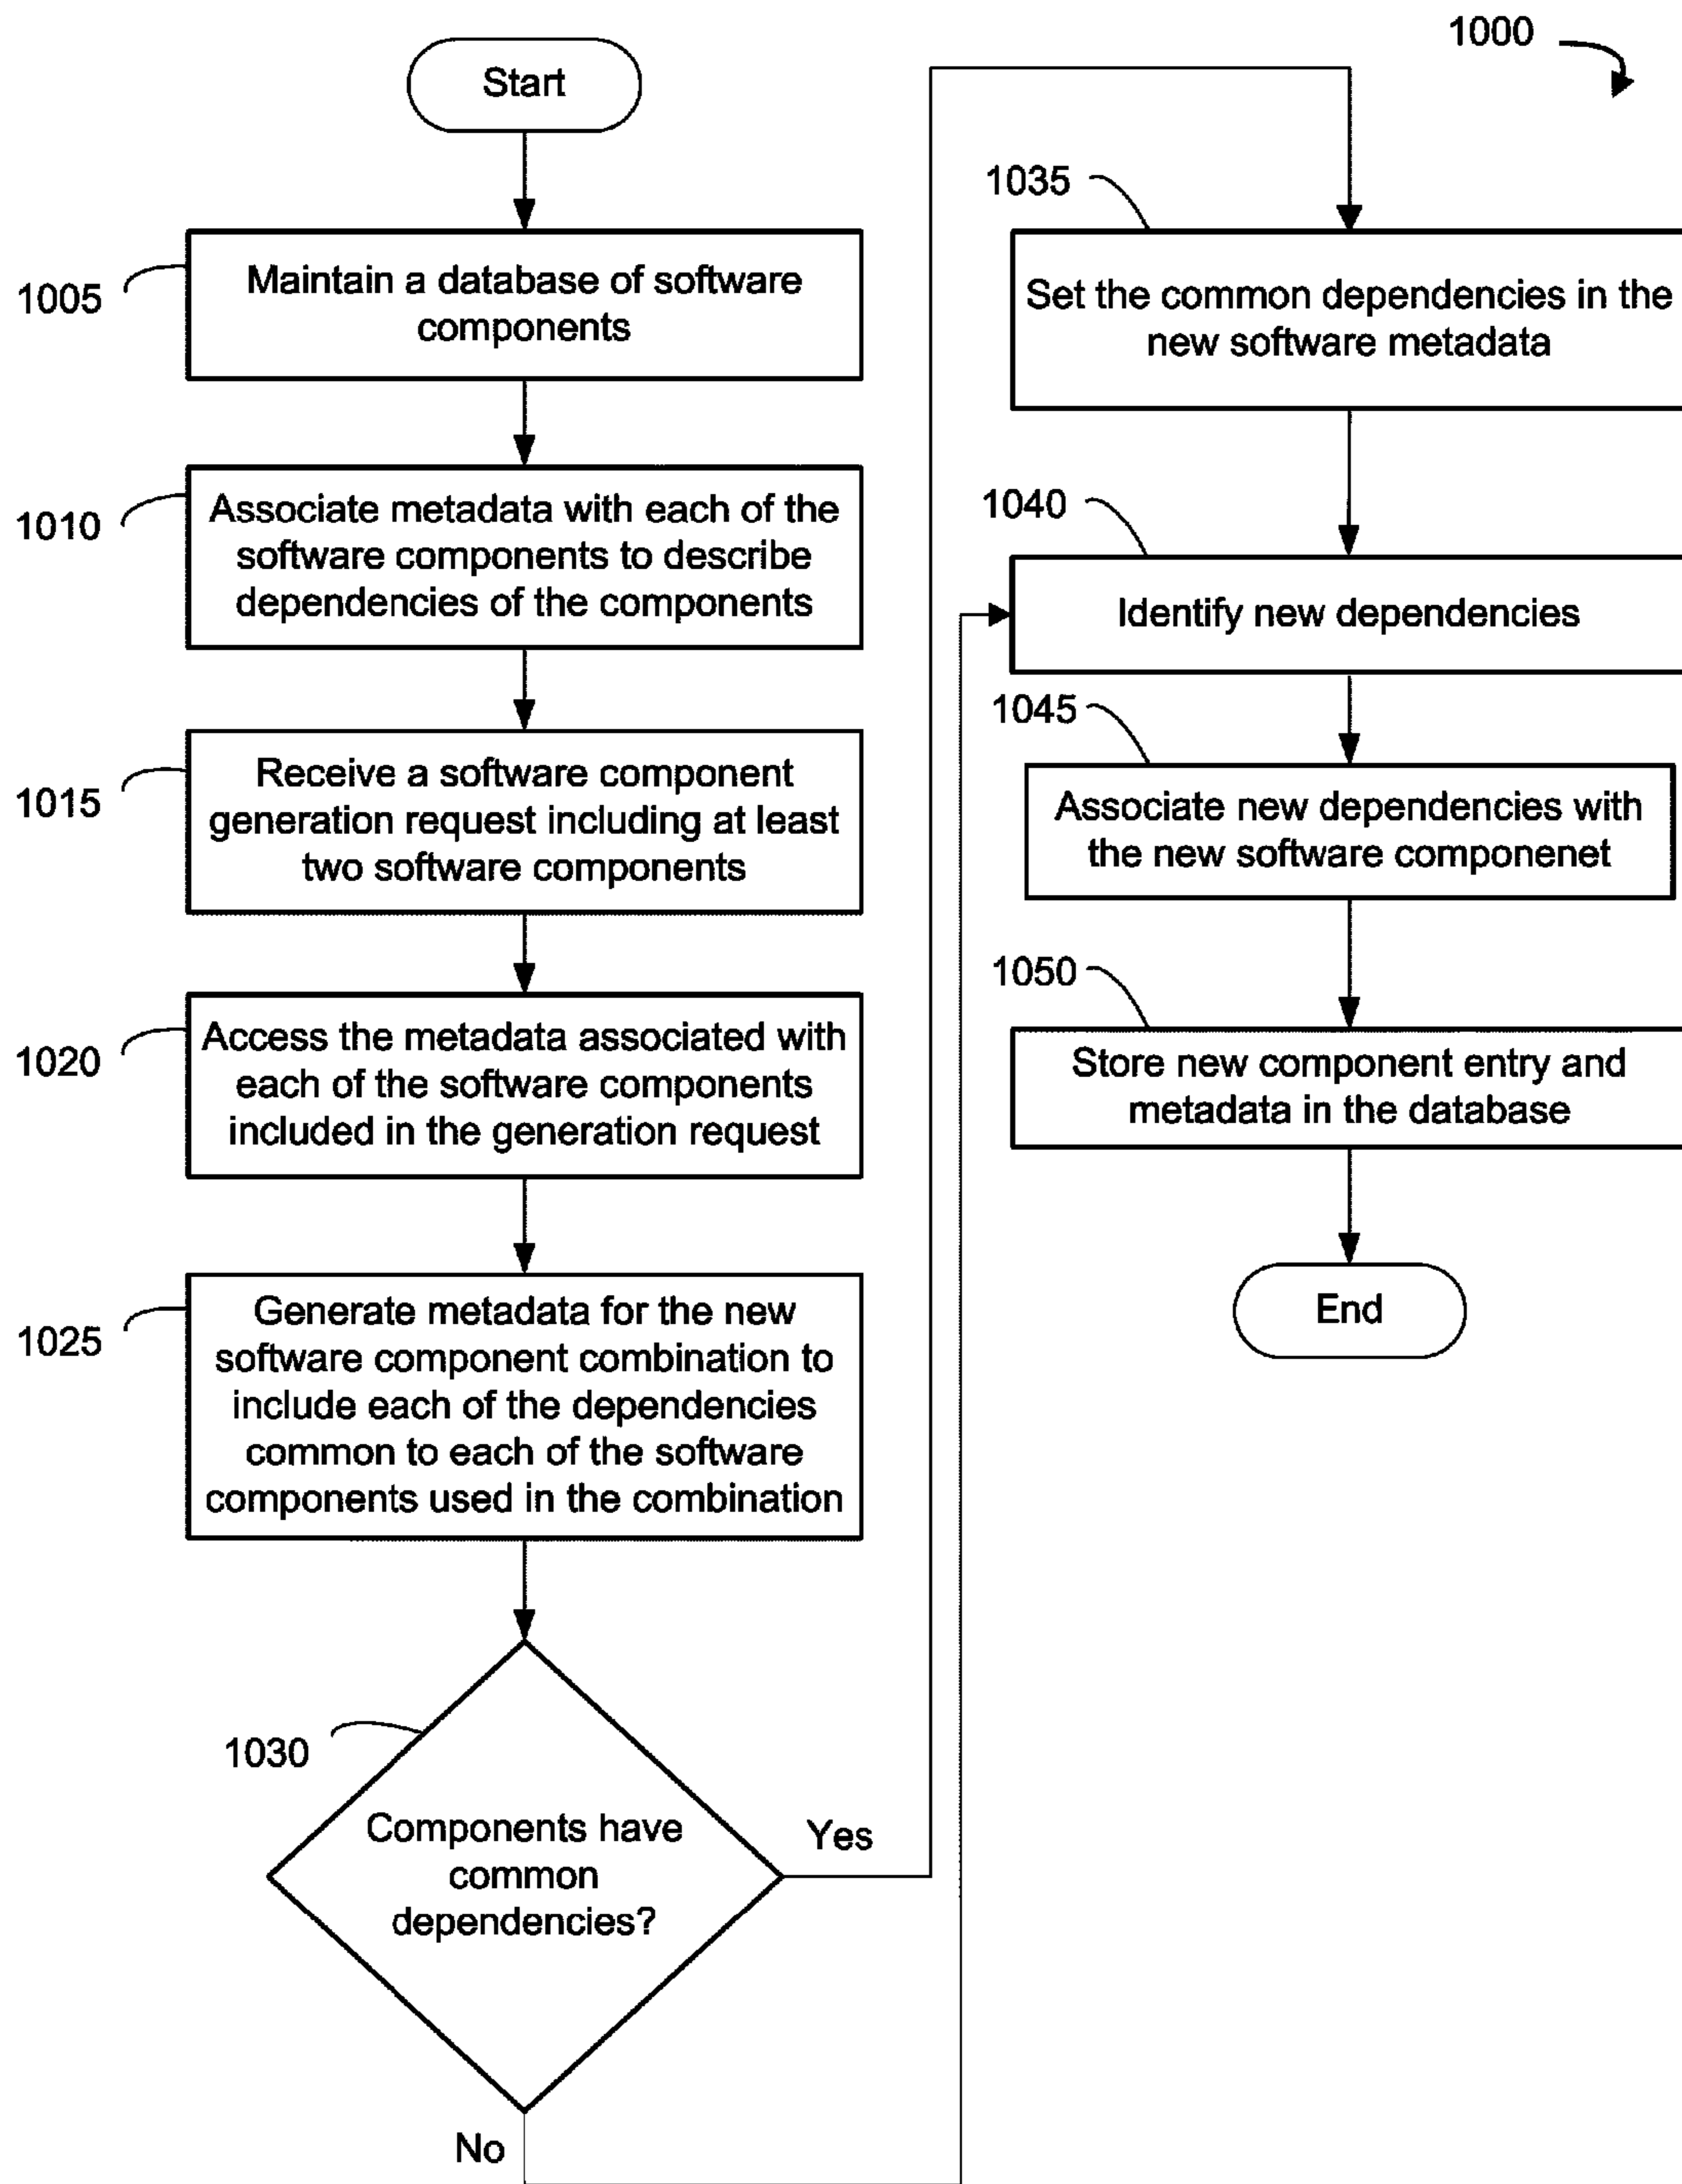 1000
Start
1005
Maintain a database of software
components
1010
Associate metadata with each of the
software components to describe
dependencies of the components
1015
Receive a software component
generation request including at least
two software components
1020
Access the metadata associated with
each of the software components
included in the generation request
1025
Generate metadata for the new
software component combination to
include each of the dependencies
common to each of the software
components used in the combination
1030
Components have
common
dependencies?
Yes
No
1035
Set the common dependencies in the
new software metadata
1040
Identify new dependencies
1045
Associate new dependencies with
the new software componenet
1050
Store new component entry and
metadata in the database
End